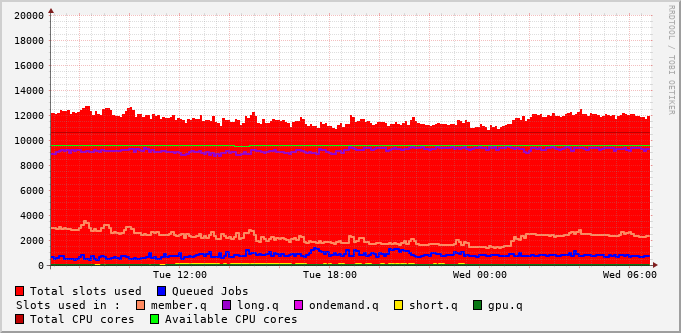 RRDTOOL / TOBI OETIKER
20000
18000
16000
14000
12000
10000
8000
6000
4000
2000
0
Tue 12:00 Tue 18:00 Wed 00:00 Wed 06:00
Total slots used Queued Jobs
Slots used in : member.q long.q ondemand.q short.q gpu.q
Total CPU cores Available CPU cores